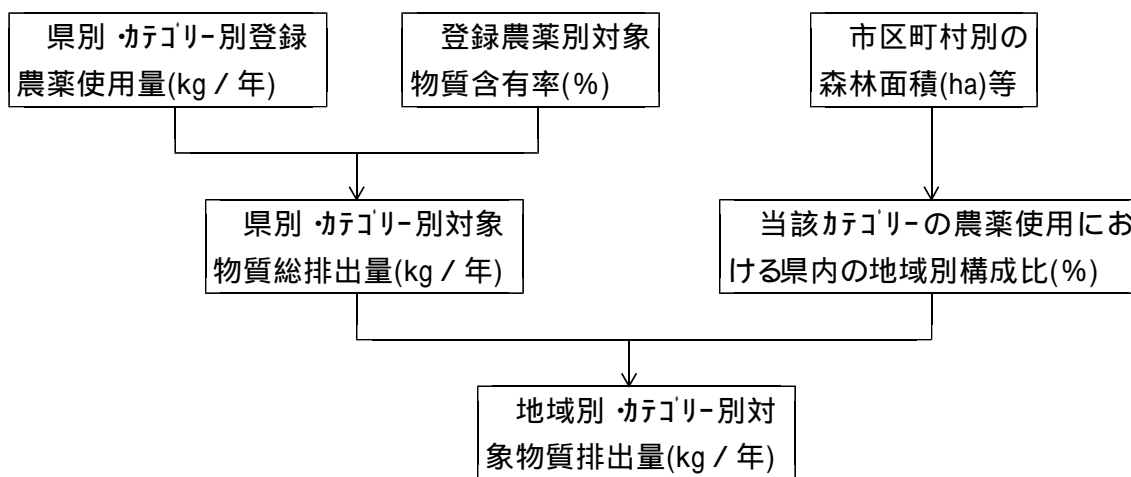 県別・ｶﾃｺﾞﾘｰ別登録
農薬使用量(kg／年)
登録農薬別対象
物質含有率(%)
市区町村別の
森林面積(ha)等
県別・ｶﾃｺﾞﾘｰ別対象
物質総排出量(kg／年)
当該ｶﾃｺﾞﾘｰの農薬使用にお
ける県内の地域別構成比(%)
地域別・ｶﾃｺﾞﾘｰ別対
象物質排出量(kg／年)